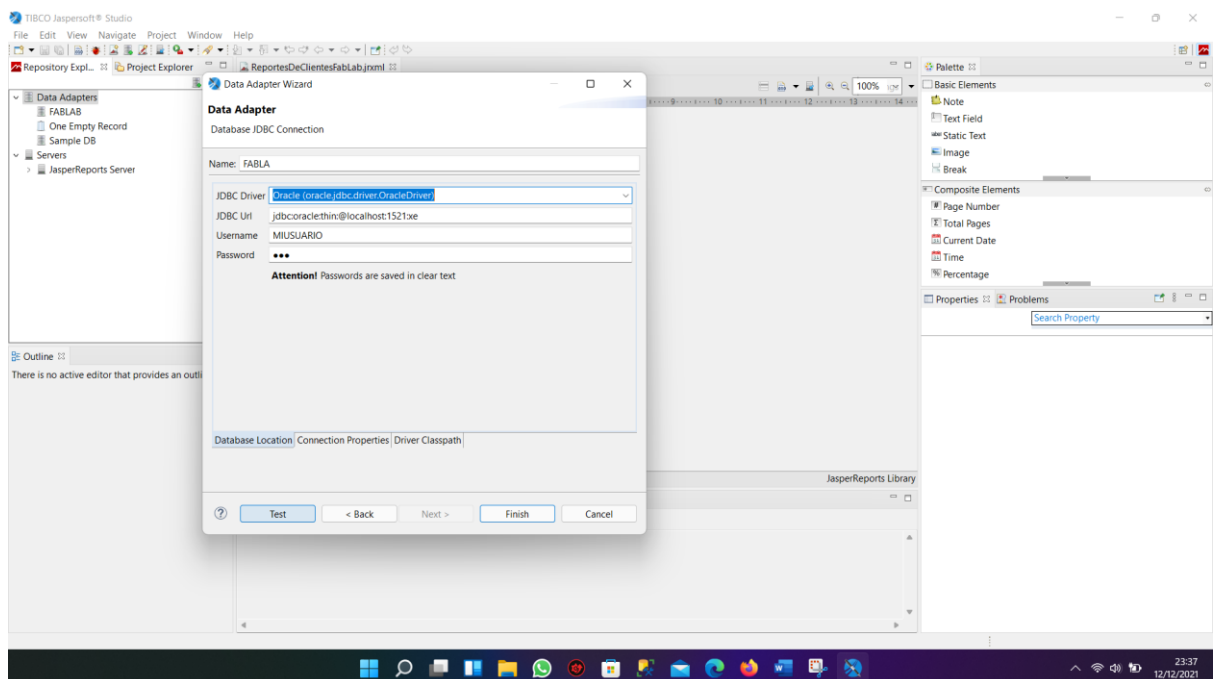 TIBCO Jaspersoft® Studio
File Edit View Navigate Project Window Help
Repository Expl... Project Explorer
ReportesDeClientesFabLab.jrxml
Data Adapters
FABLAB
One Empty Record
Sample DB
Servers
JasperReports Server
Outline
There is no active editor that provides an outli
Data Adapter Wizard
Data Adapter
Database JDBC Connection
Name: FABLA
JDBC Driver Oracle (oracle.jdbc.driver.OracleDriver)
JDBC Url jdbc:oracle:thin:@localhost:1521:xe
Username MIUSUARIO
Password •••
Attention! Passwords are saved in clear text
Database Location Connection Properties Driver Classpath
Test < Back Next > Finish Cancel
100%
9 10 11 12 13 14
JasperReports Library
Palette
Basic Elements
Note
Text Field
Static Text
Image
Break
Composite Elements
Page Number
Total Pages
Current Date
Time
Percentage
Properties Problems
Search Property
23:37
12/12/2021